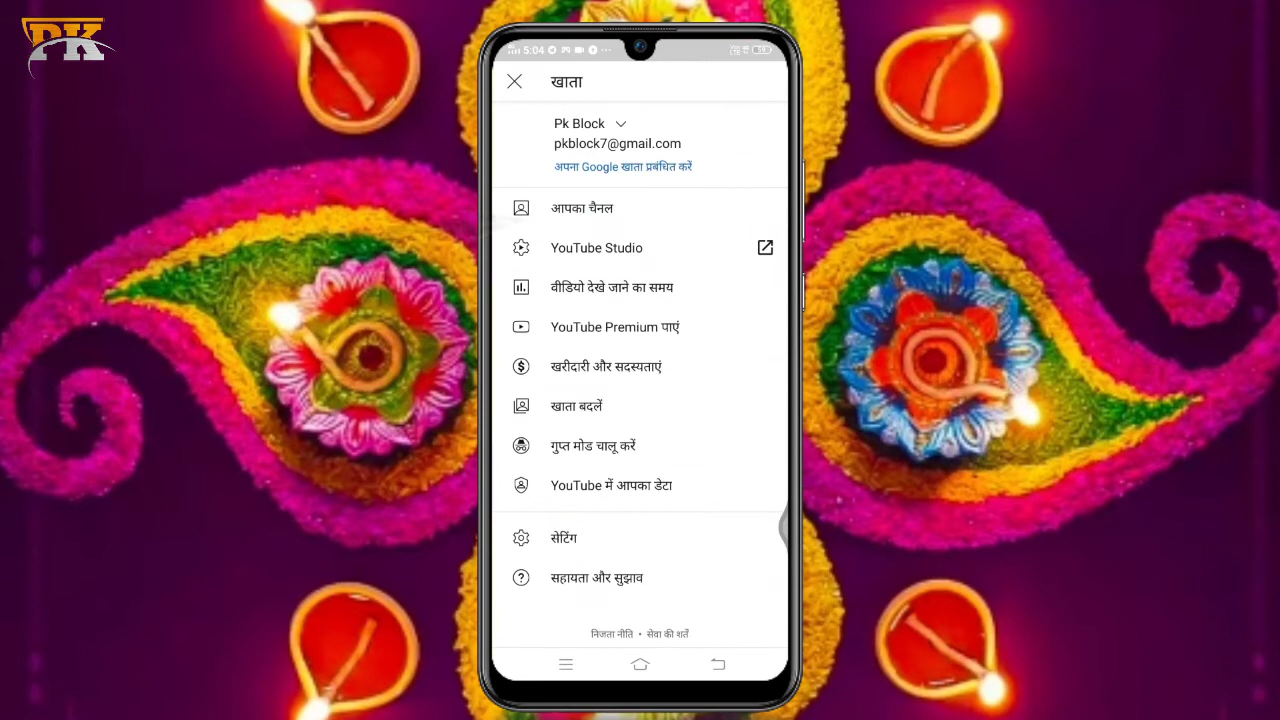 PK
5:04
59
खाता
Pk Block
pkblock7@gmail.com
अपना Google खाता प्रबंधित करें
आपका चैनल
YouTube Studio
वीडियो देखे जाने का समय
YouTube Premium पाएं
खरीदारी और सदस्यताएं
खाता बदलें
गुप्त मोड चालू करें
YouTube में आपका डेटा
सेटिंग
सहायता और सुझाव
निजता नीति • सेवा की शर्तें